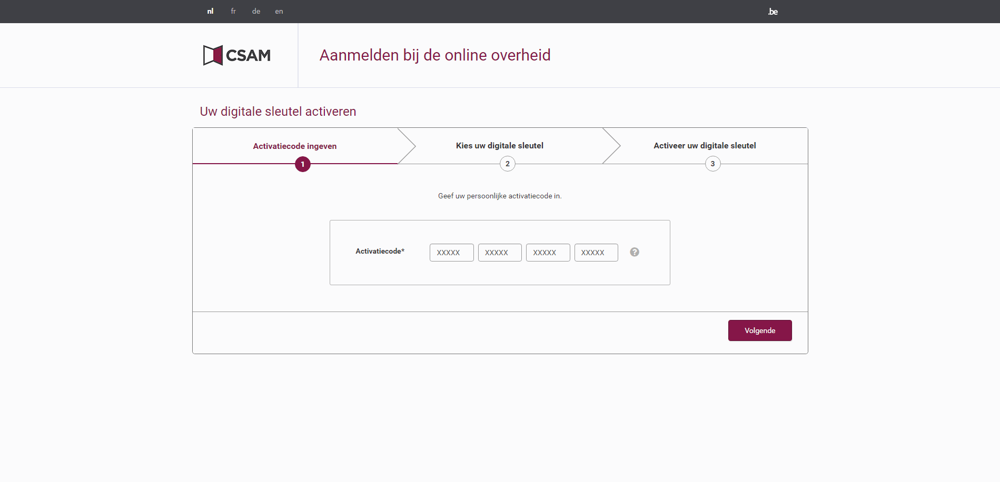 nl fr de en .be
CSAM
Aanmelden bij de online overheid
Uw digitale sleutel activeren
Activatiecode ingeven
Kies uw digitale sleutel
Activeer uw digitale sleutel
1
2
3
Geef uw persoonlijke activatiecode in.
Activatiecode* XXXXX XXXXX XXXXX XXXXX ?
Volgende